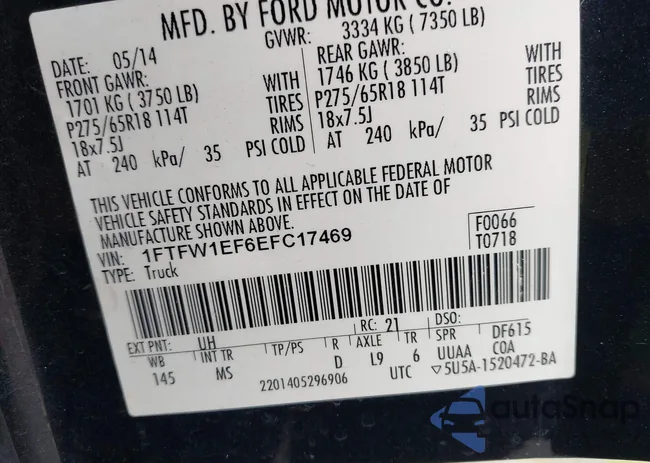 MFD. BY FORD MOTOR CO.
DATE: 05/14 GVWR: 3334 KG ( 7350 LB)
FRONT GAWR: REAR GAWR:
1701 KG ( 3750 LB) WITH 1746 KG ( 3850 LB) WITH
P275/65R18 114T TIRES P275/65R18 114T TIRES
18x7.5J RIMS 18x7.5J RIMS
AT 240 kPa/ 35 PSI COLD AT 240 kPa/ 35 PSI COLD
THIS VEHICLE CONFORMS TO ALL APPLICABLE FEDERAL MOTOR
VEHICLE SAFETY STANDARDS IN EFFECT ON THE DATE OF
MANUFACTURE SHOWN ABOVE.
VIN: 1FTFW1EF6EFC17469 F0066
TYPE: Truck T0718
EXT PNT: UH RC: 21 DSO:
WB INT TR TP/PS R AXLE TR SPR DF615
145 MS D L9 6 UUAA COA
2201405296906 UTC ▽5U5A-1520472-BA
autoSnap